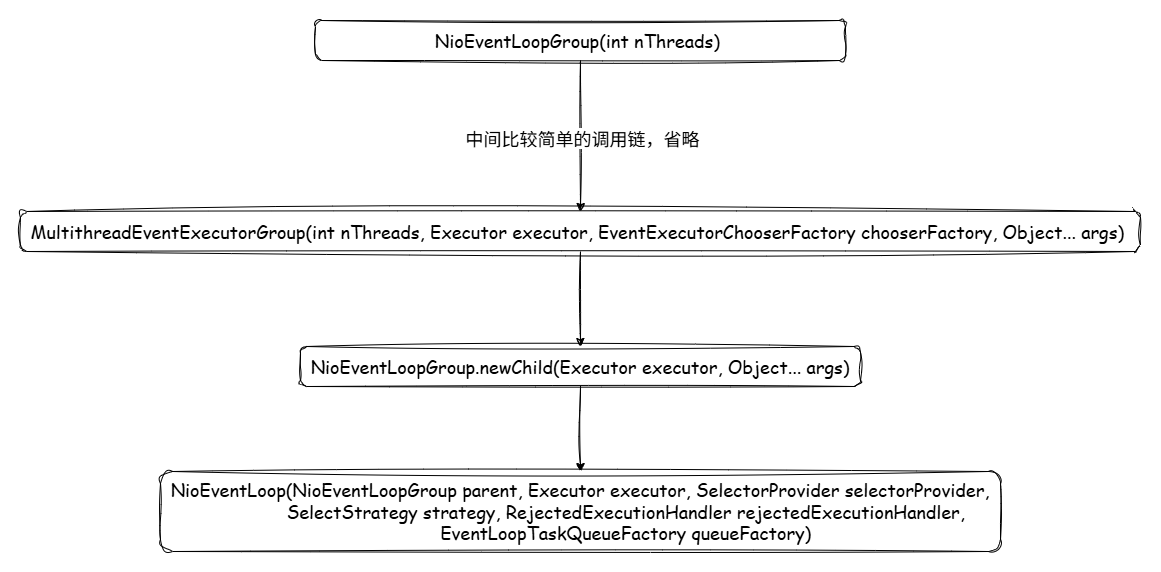 NioEventLoopGroup(int nThreads)
中间比较简单的调用链，省略
MultithreadEventExecutorGroup(int nThreads, Executor executor, EventExecutorChooserFactory chooserFactory, Object... args)
NioEventLoopGroup.newChild(Executor executor, Object... args)
NioEventLoop(NioEventLoopGroup parent, Executor executor, SelectorProvider selectorProvider,
SelectStrategy strategy, RejectedExecutionHandler rejectedExecutionHandler,
EventLoopTaskQueueFactory queueFactory)